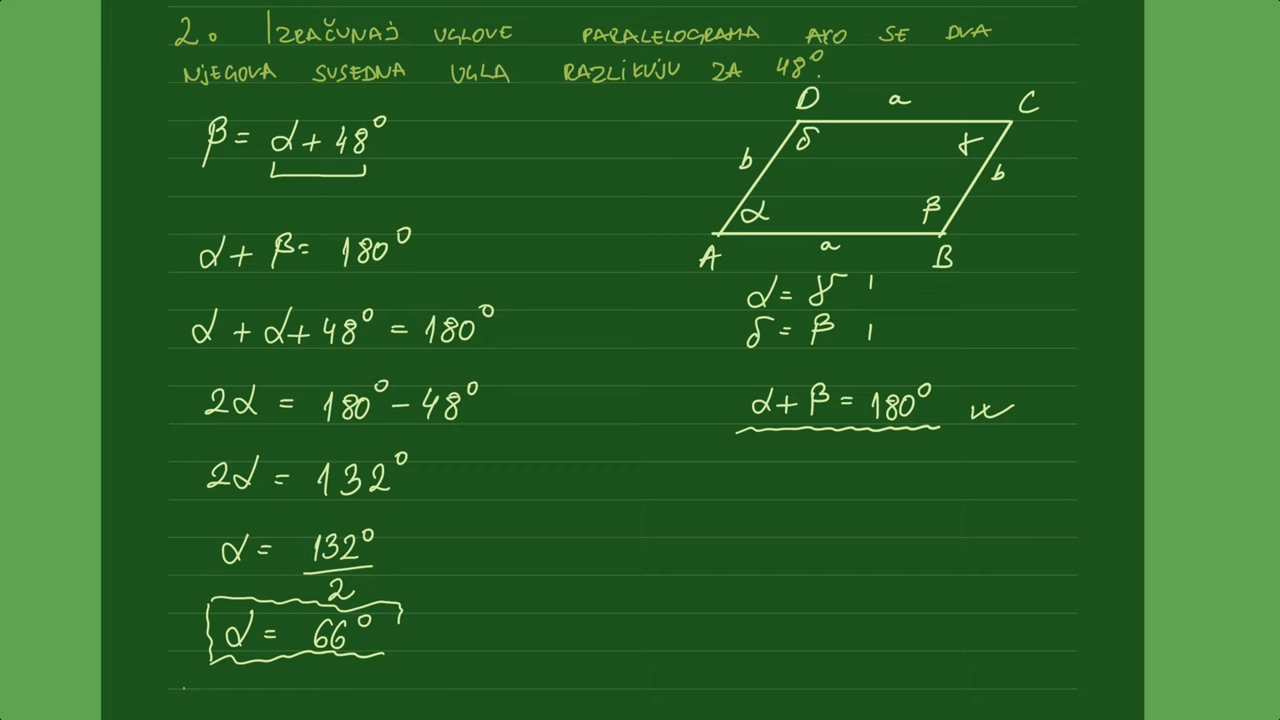 2. IZRAČUNAJ UGLOVE PARALELOGRAMA AKO SE DVA
NJEGOVA SUSEDNA UGLA RAZLIKUJU ZA 48°.
β = α + 48°
α + β = 180°
α + α + 48° = 180°
2α = 180° - 48°
2α = 132°
α = 132°
2
α = 66°
D a C
δ γ
b b
α β
A a B
α = γ
δ = β
α + β = 180°